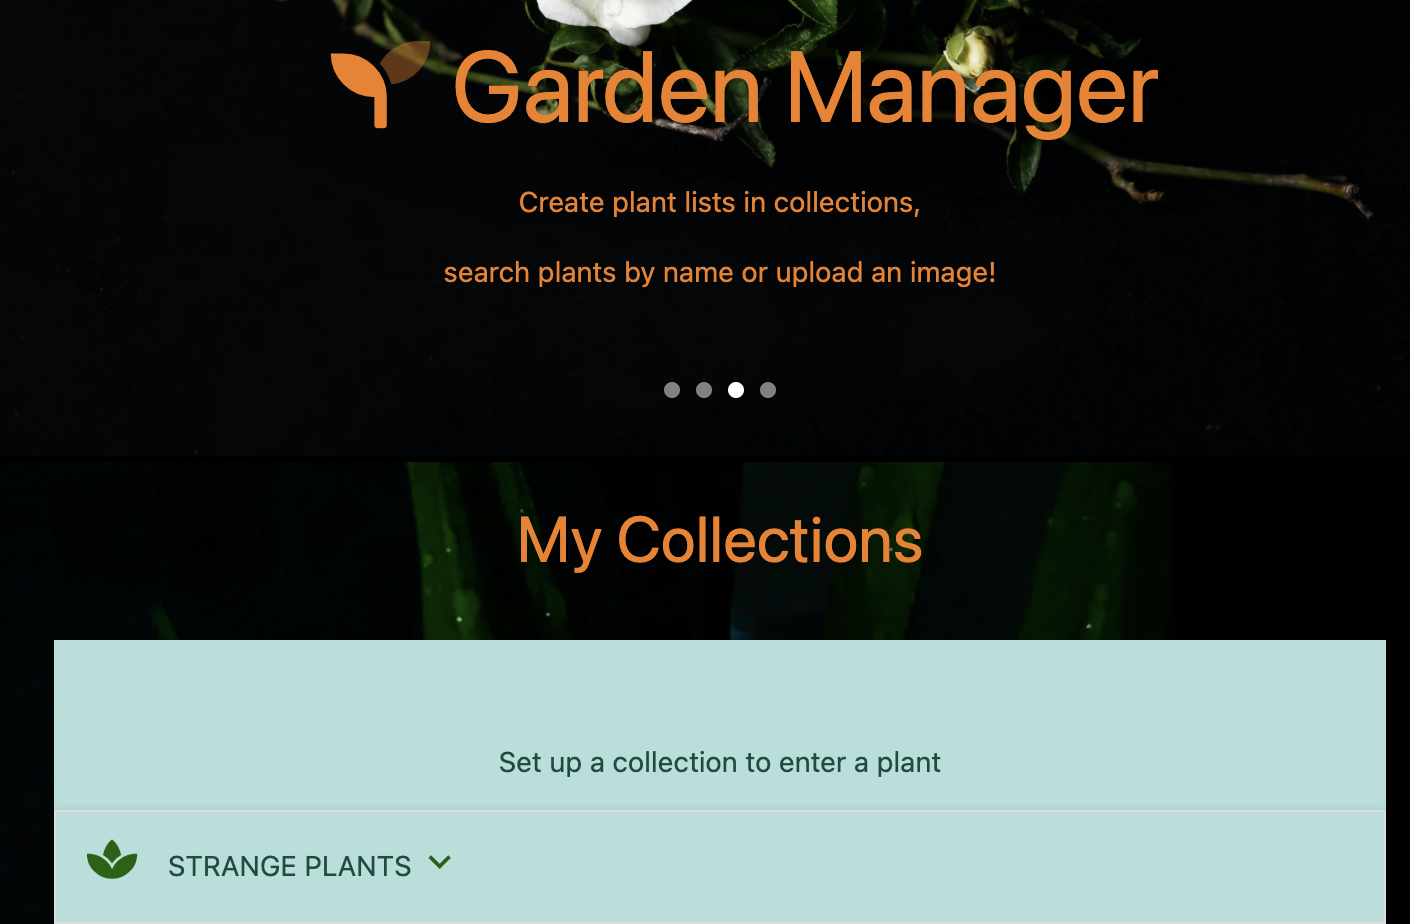 Garden Manager
Create plant lists in collections,
search plants by name or upload an image!
My Collections
Set up a collection to enter a plant
STRANGE PLANTS